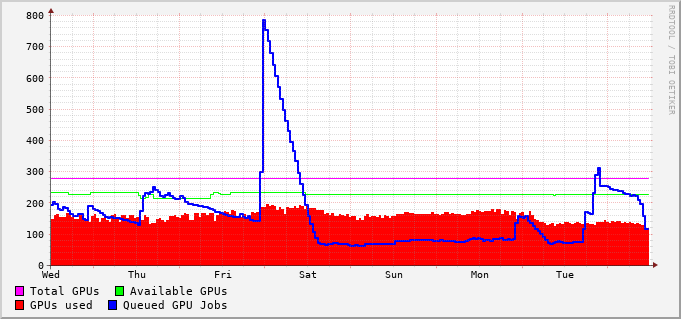 800
700
600
500
400
300
200
100
0
Wed Thu Fri Sat Sun Mon Tue
Total GPUs Available GPUs
GPUs used Queued GPU Jobs
RRDTOOL / TOBI OETIKER